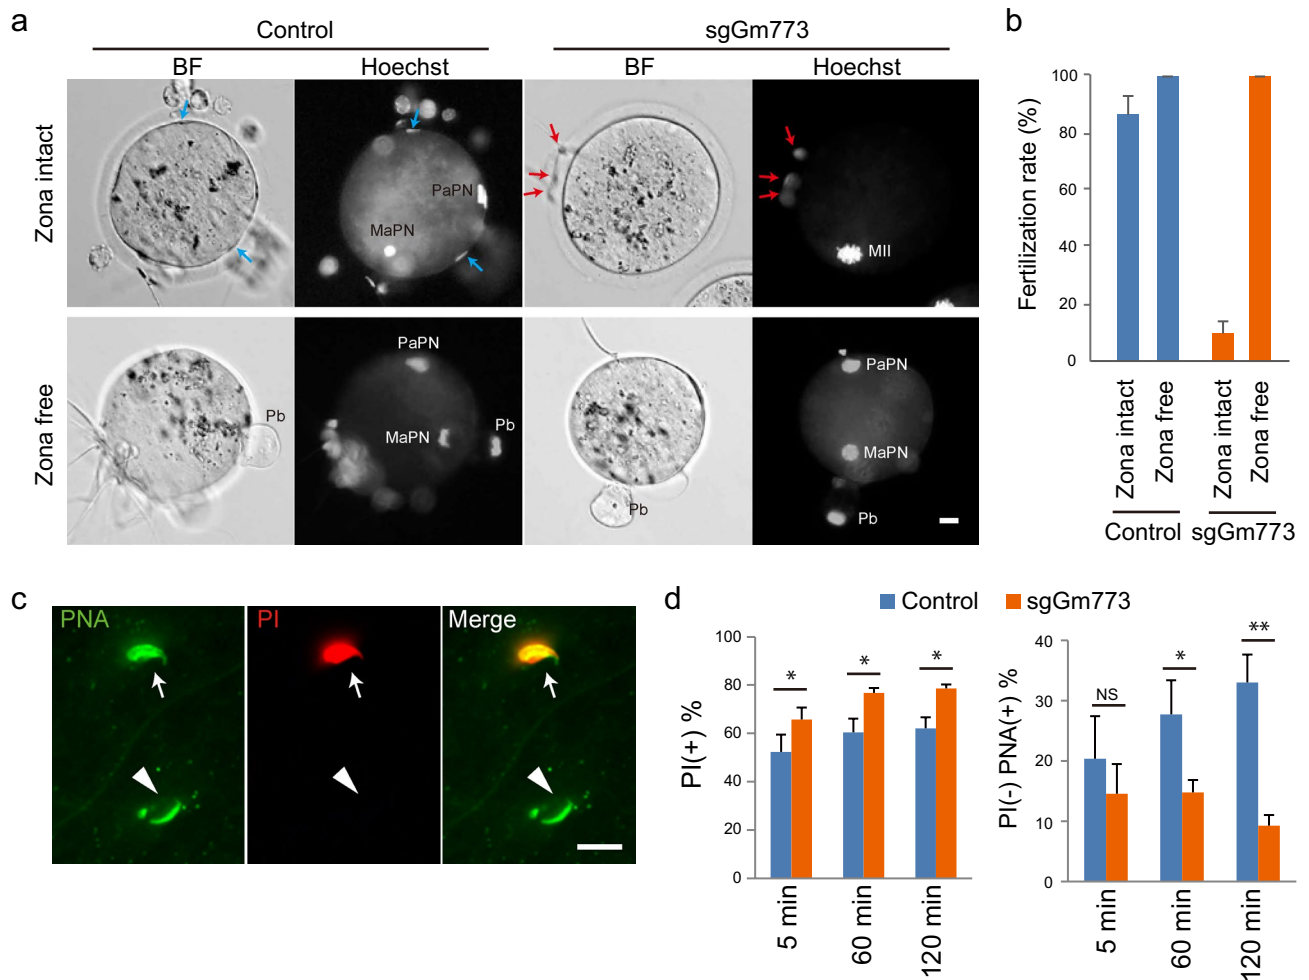 a
Control
sgGm773
BF
Hoechst
BF
Hoechst
Zona intact
PaPN
MaPN
MII
Zona free
Pb
PaPN
MaPN
Pb
Pb
PaPN
MaPN
Pb
b
Fertilization rate (%)
100
80
60
40
20
0
Zona intact
Zona free
Zona intact
Zona free
Control
sgGm773
c
PNA
PI
Merge
d
Control
sgGm773
PI(+) %
100
80
60
40
20
0
*
*
*
5 min
60 min
120 min
PI(-) PNA(+) %
40
30
20
10
0
NS
*
**
5 min
60 min
120 min